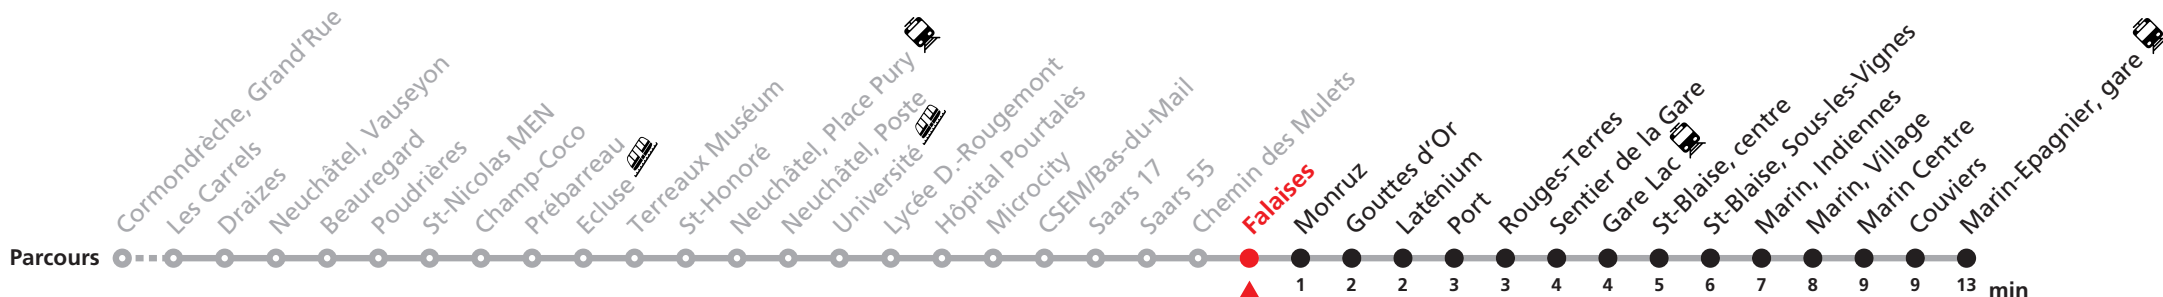 Parcours
Cormondrèche, Grand'Rue
Les Carrels
Draizes
Neuchâtel, Vauseyon
Beauregard
Poudrières
St-Nicolas MEN
Champ-Coco
Prébarreau
Ecluse
Terreaux Muséum
St-Honoré
Neuchâtel, Place Pury
Neuchâtel, Poste
Université
Lycée D.-Rougemont
Hôpital Pourtalès
Microcity
CSEM/Bas-du-Mail
Saars 17
Saars 55
Chemin des Mulets
Falaises
Monruz
Gouttes d'Or
Laténium
Port
Rouges-Terres
Sentier de la Gare
Gare Lac
St-Blaise, centre
St-Blaise, Sous-les-Vignes
Marin, Indiennes
Marin, Village
Marin Centre
Couviers
Marin-Epagnier, gare
1 2 2 3 3 4 4 5 6 7 8 9 9 13 min